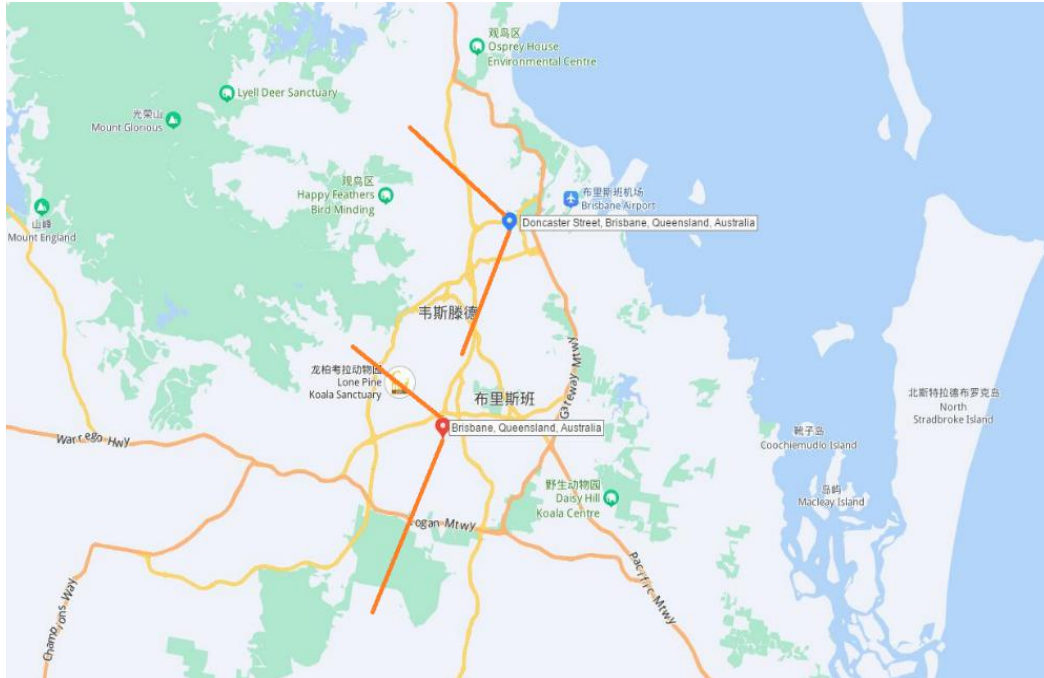 观鸟区
Osprey House
Environmental Centre
Lyell Deer Sanctuary
光荣山
Mount Glorious
观鸟区
Happy Feathers
Bird Minding
布里斯班机场
Brisbane Airport
山峰
Mount England
Doncaster Street, Brisbane, Queensland, Australia
韦斯滕德
龙柏考拉动物园
Lone Pine
Koala Sanctuary
Gateway Mtwy
布里斯班
北斯特拉德布罗克岛
North
Stradbroke Island
Brisbane, Queensland, Australia
Warrego Hwy
靴子岛
Coochiemudlo Island
野生动物园
Daisy Hill
Koala Centre
岛屿
Macleay Island
ogan Mtwy
Pacific Mtwy
Champions Way